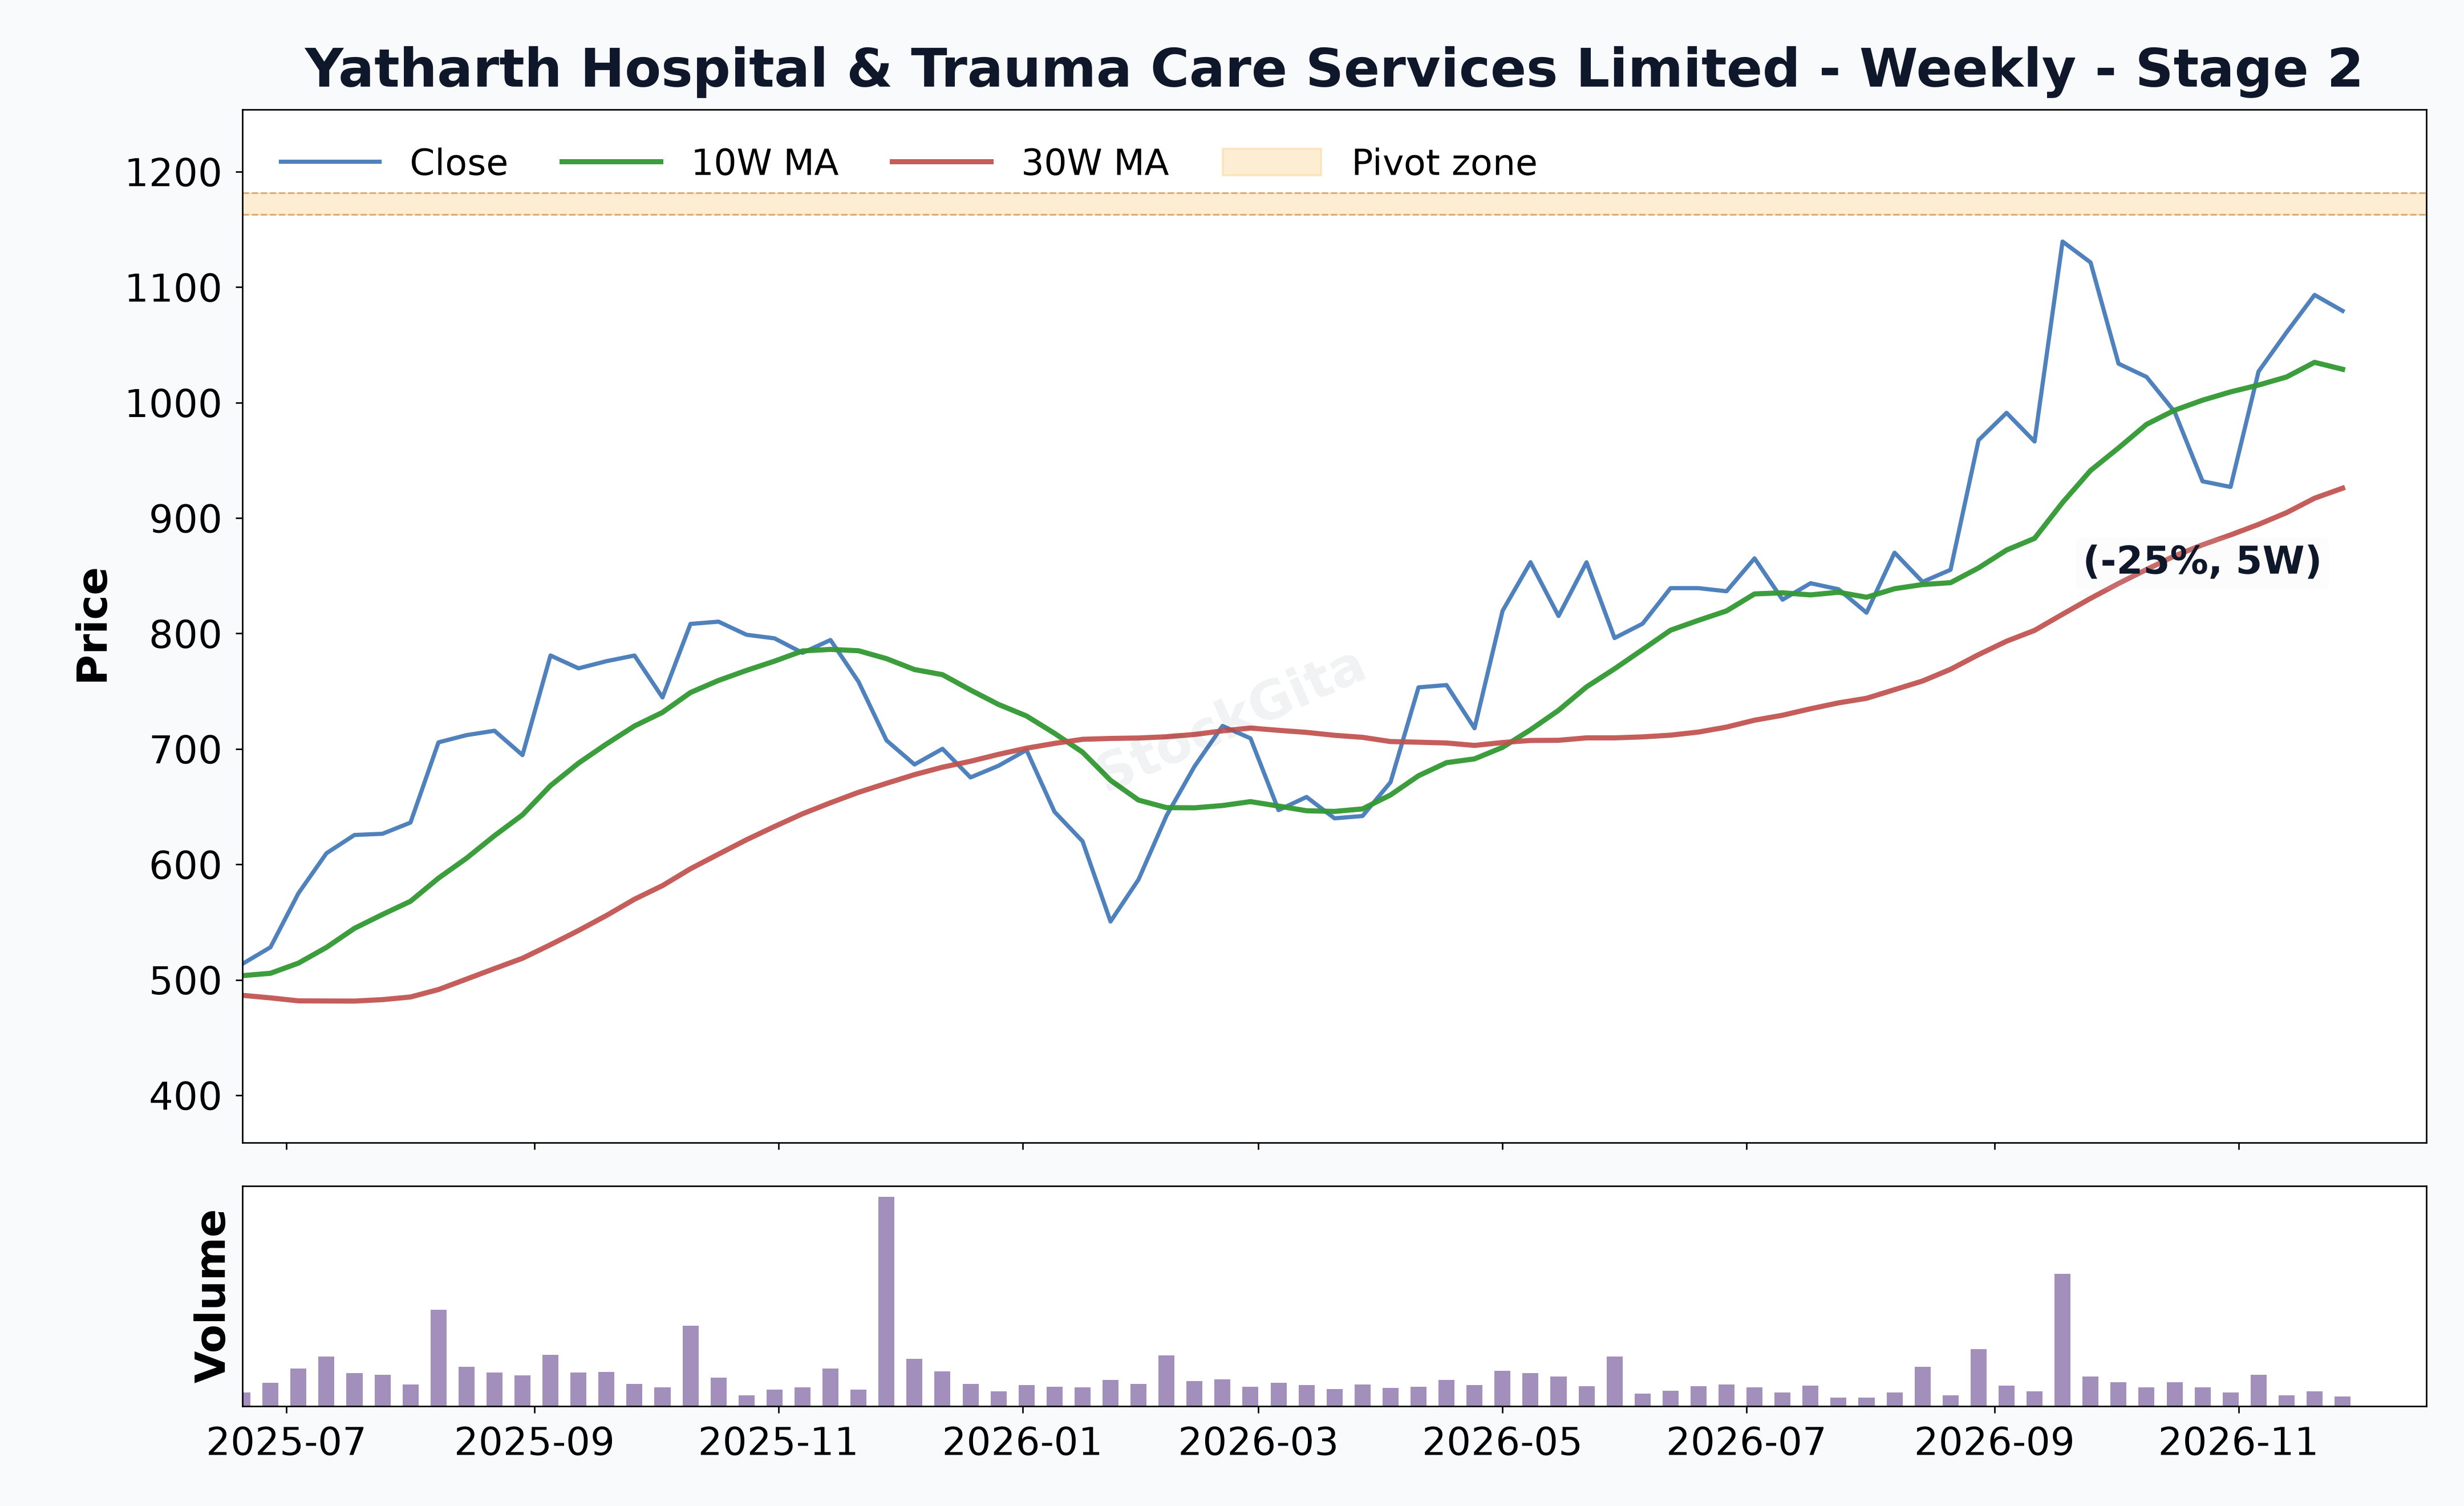 Yatharth Hospital & Trauma Care Services Limited - Weekly - Stage 2
Close 10W MA 30W MA Pivot zone
1200
1100
1000
900
800
700
600
500
400
Price
(-25%, 5W)
StockGita
Volume
2025-07 2025-09 2025-11 2026-01 2026-03 2026-05 2026-07 2026-09 2026-11